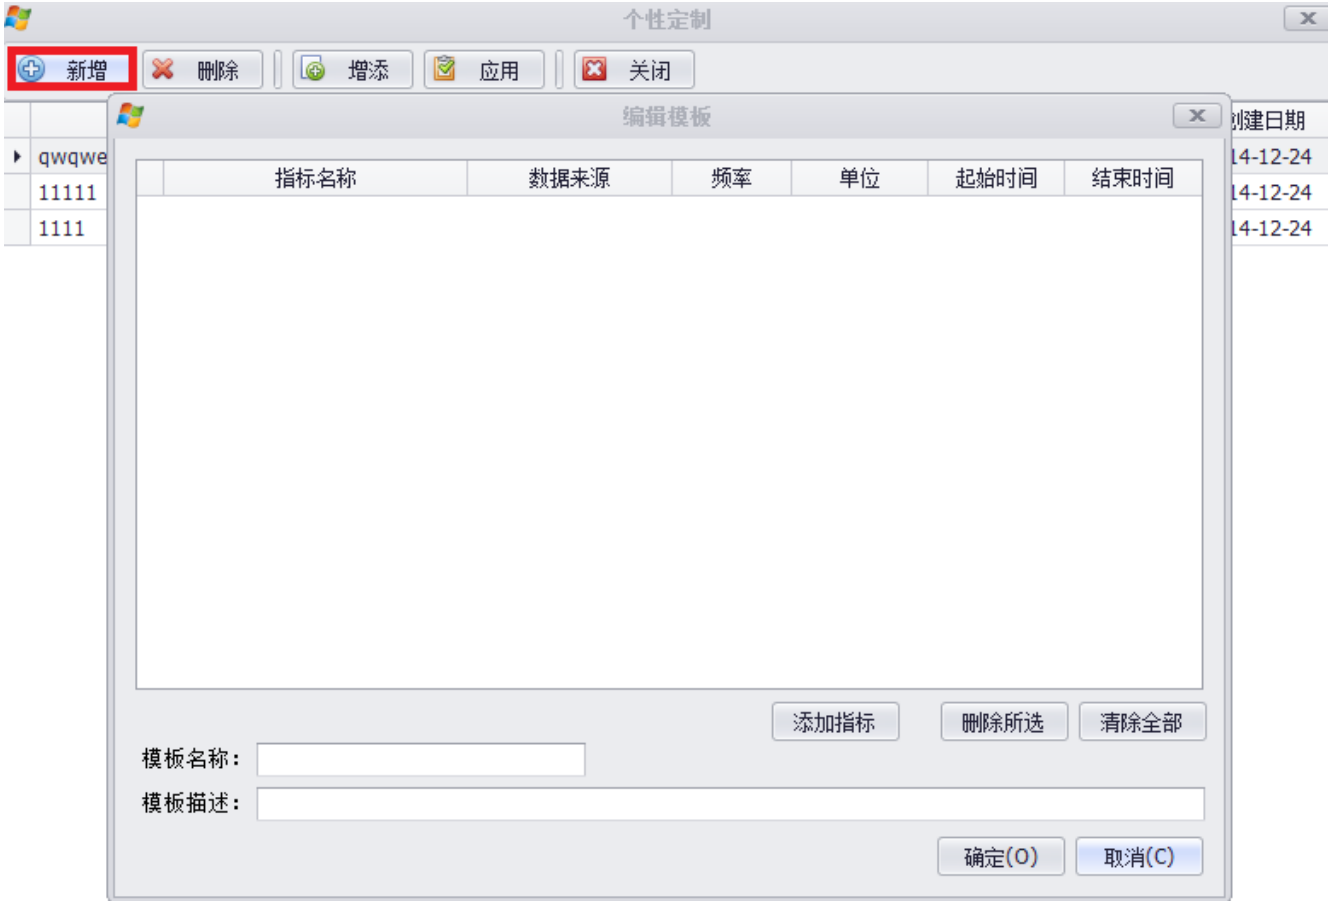 个性定制
新增 删除 增添 应用 关闭
编辑模板
创建日期
qwqwe 14-12-24
指标名称 数据来源 频率 单位 起始时间 结束时间
11111 14-12-24
1111 14-12-24
添加指标 删除所选 清除全部
模板名称:
模板描述:
确定(O) 取消(C)